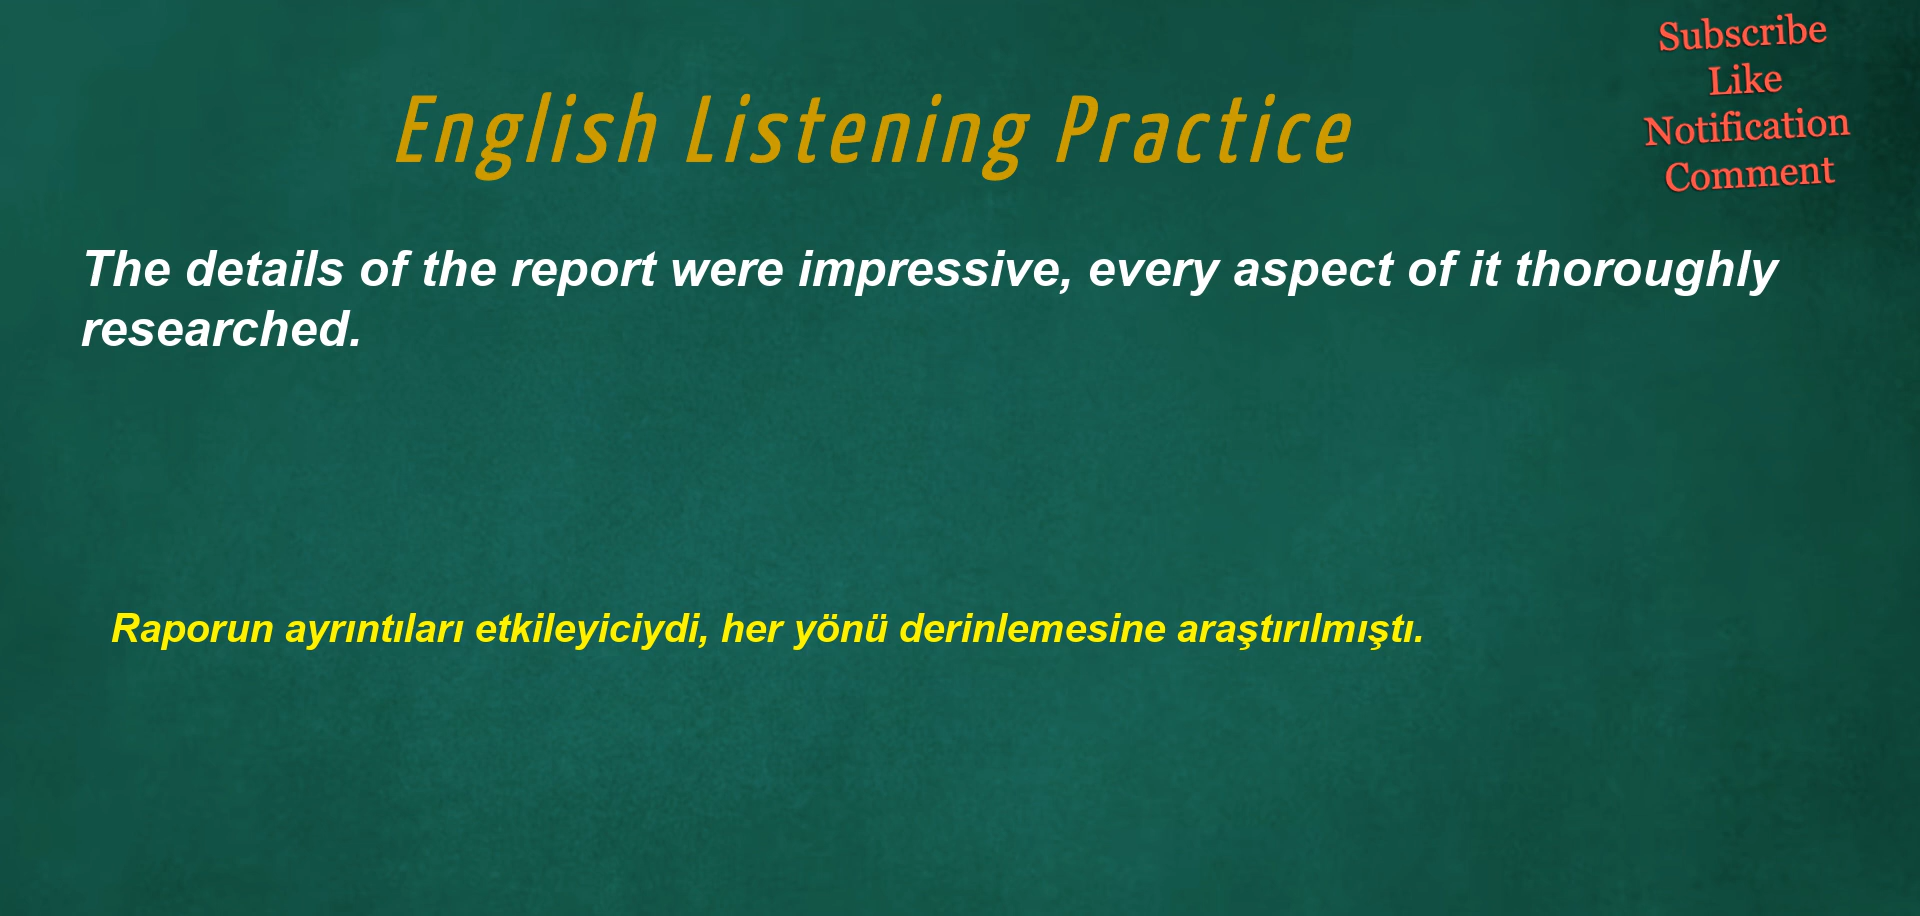 Subscribe
Like
Notification
Comment
English Listening Practice
The details of the report were impressive, every aspect of it thoroughly
researched.
Raporun ayrıntıları etkileyiciydi, her yönü derinlemesine araştırılmıştı.